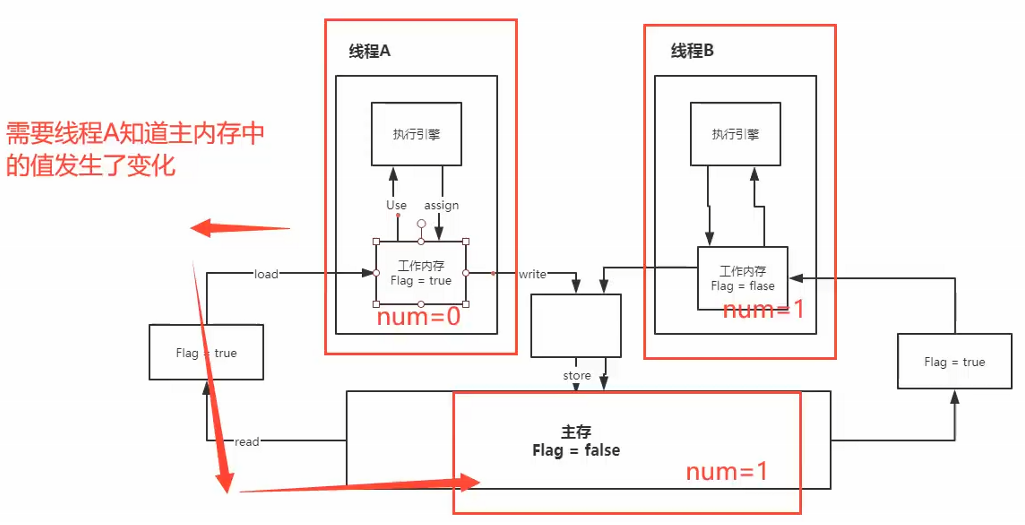 线程A
线程B
需要线程A知道主内存中
的值发生了变化
执行引擎
执行引擎
Use
assign
工作内存
Flag = true
num=0
工作内存
Flag = flase
num=1
load
write
Flag = true
Flag = true
store
read
主存
Flag = false
num=1